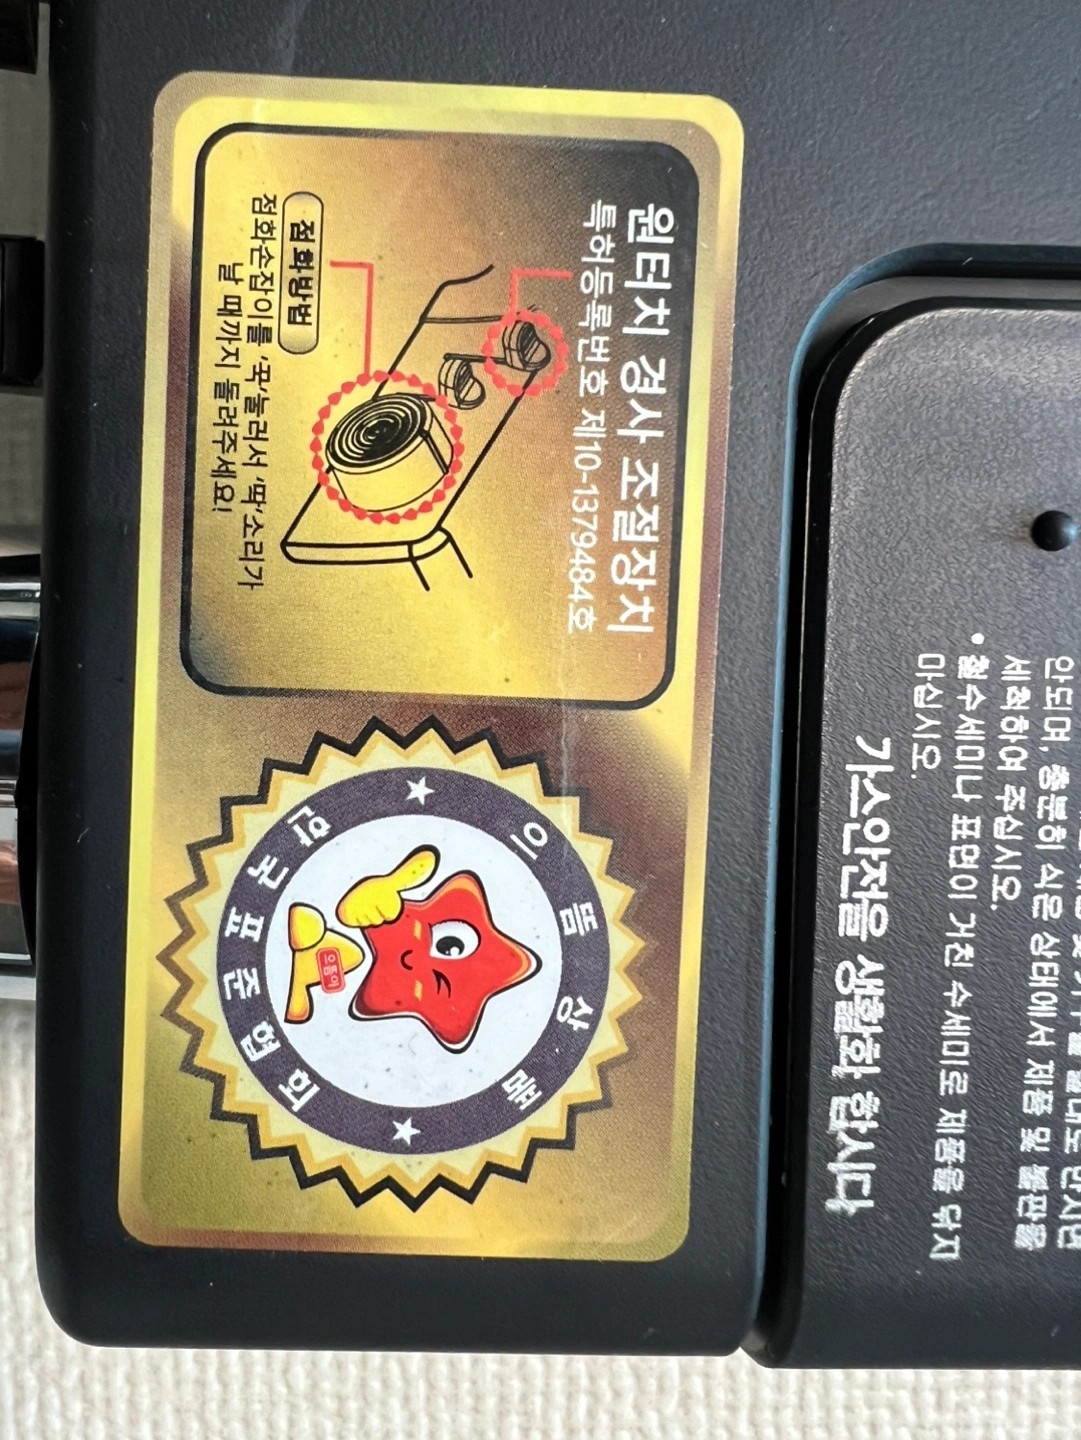 원터치 경사 조절장치
특허등록번호 제10-1379484호
점화방법
점화손잡이를 '꾹'눌러서 '딱'소리가
날 때까지 돌려주세요!
으뜸상품
한국표준협회
으뜸이
안되며, 충분히 식은 상태에서 제품 및 불판을
세척하여 주십시오.
• 철수세미나 표면이 거친 수세미로 제품을 닦지
마십시오.
가스안전을 생활화 합시다